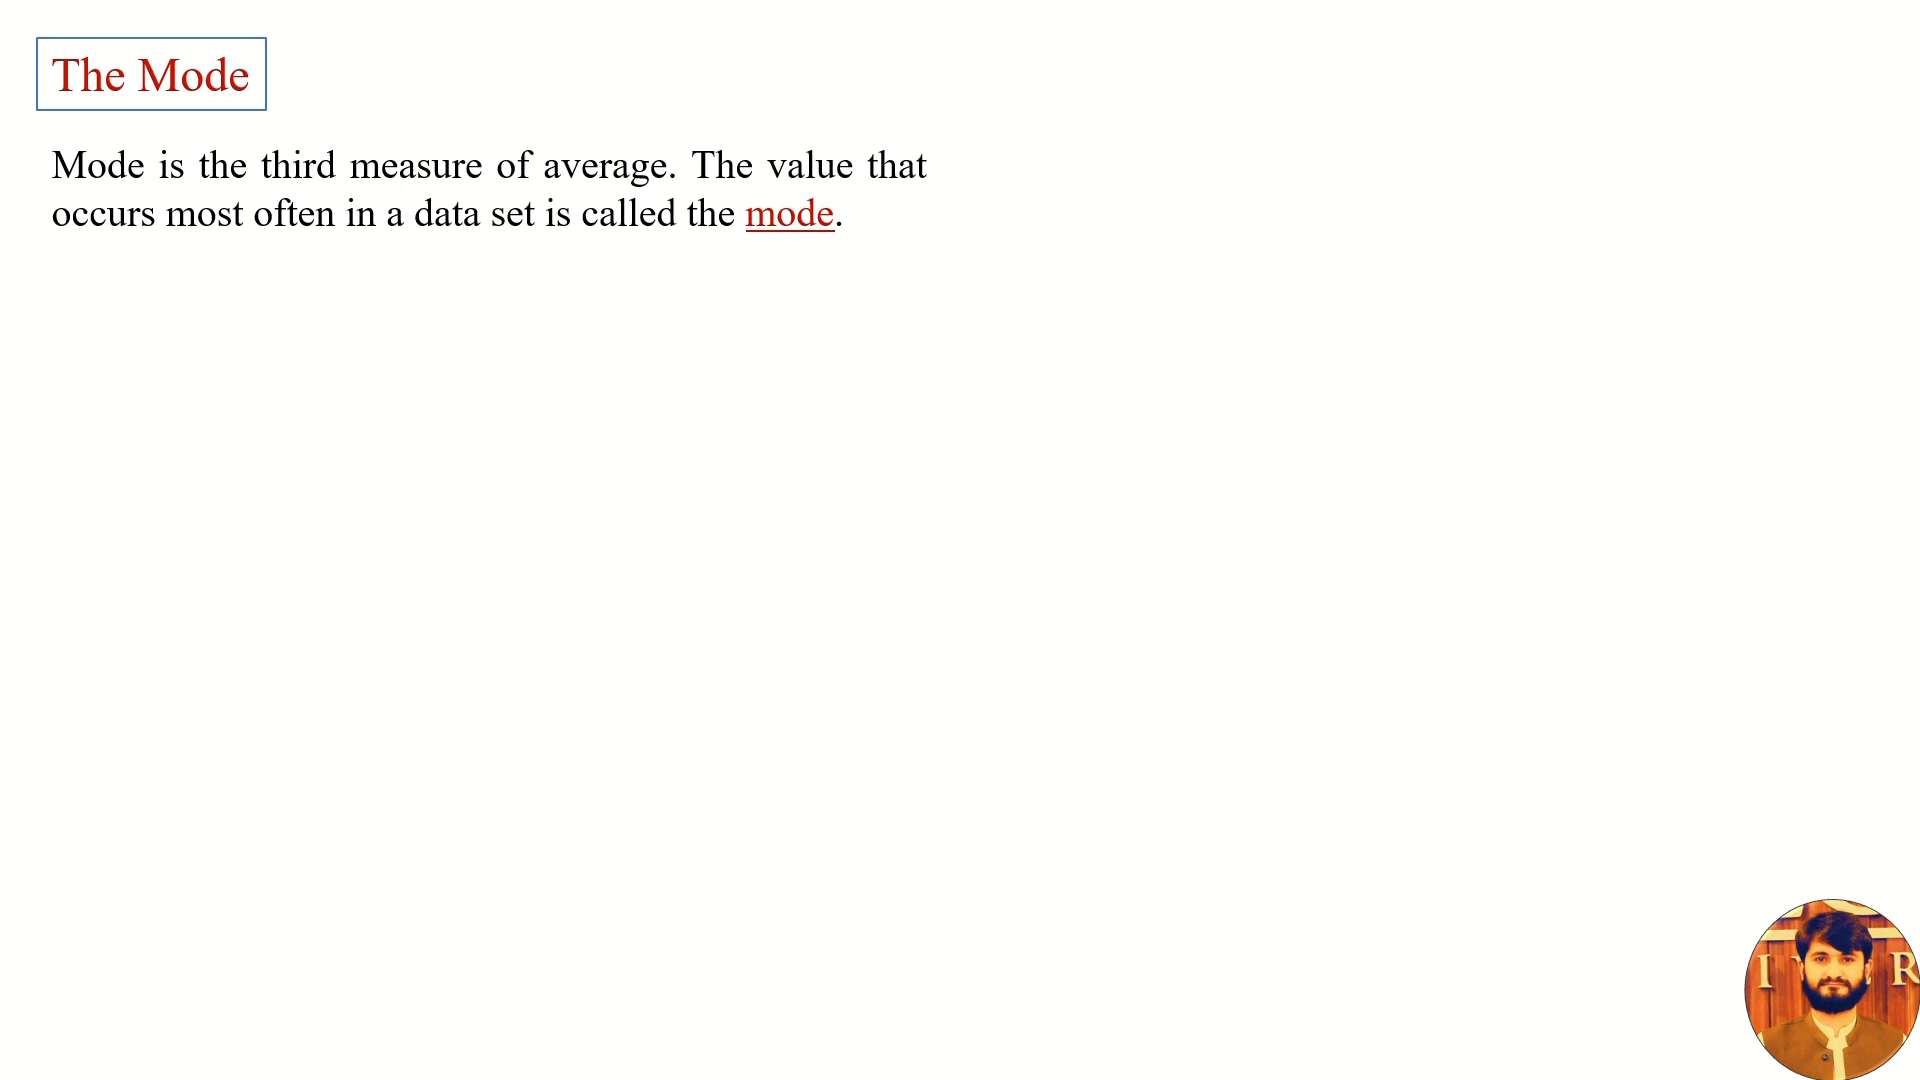 The Mode
Mode is the third measure of average. The value that
occurs most often in a data set is called the mode.
I
R